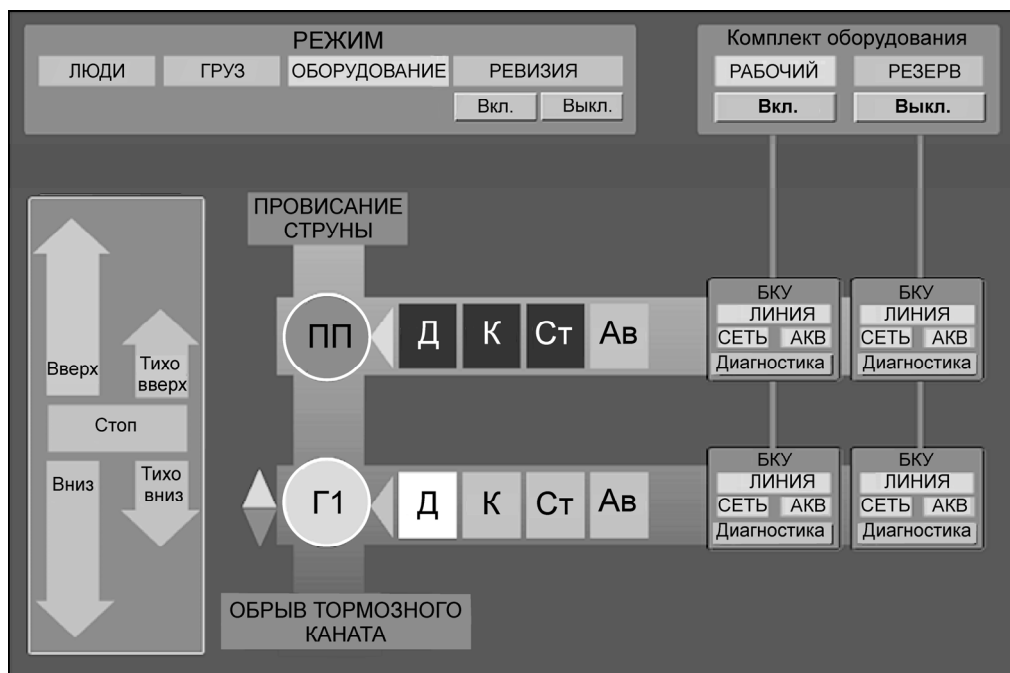 РЕЖИМ
ЛЮДИ ГРУЗ ОБОРУДОВАНИЕ РЕВИЗИЯ
Вкл. Выкл.
Комплект оборудования
РАБОЧИЙ РЕЗЕРВ
Вкл. Выкл.
ПРОВИСАНИЕ
СТРУНЫ
Вверх
Тихо
вверх
Стоп
Вниз
Тихо
вниз
ПП Д К Ст Ав
БКУ
ЛИНИЯ
СЕТЬ АКВ
Диагностика
БКУ
ЛИНИЯ
СЕТЬ АКВ
Диагностика
Г1 Д К Ст Ав
БКУ
ЛИНИЯ
СЕТЬ АКВ
Диагностика
БКУ
ЛИНИЯ
СЕТЬ АКВ
Диагностика
ОБРЫВ ТОРМОЗНОГО
КАНАТА